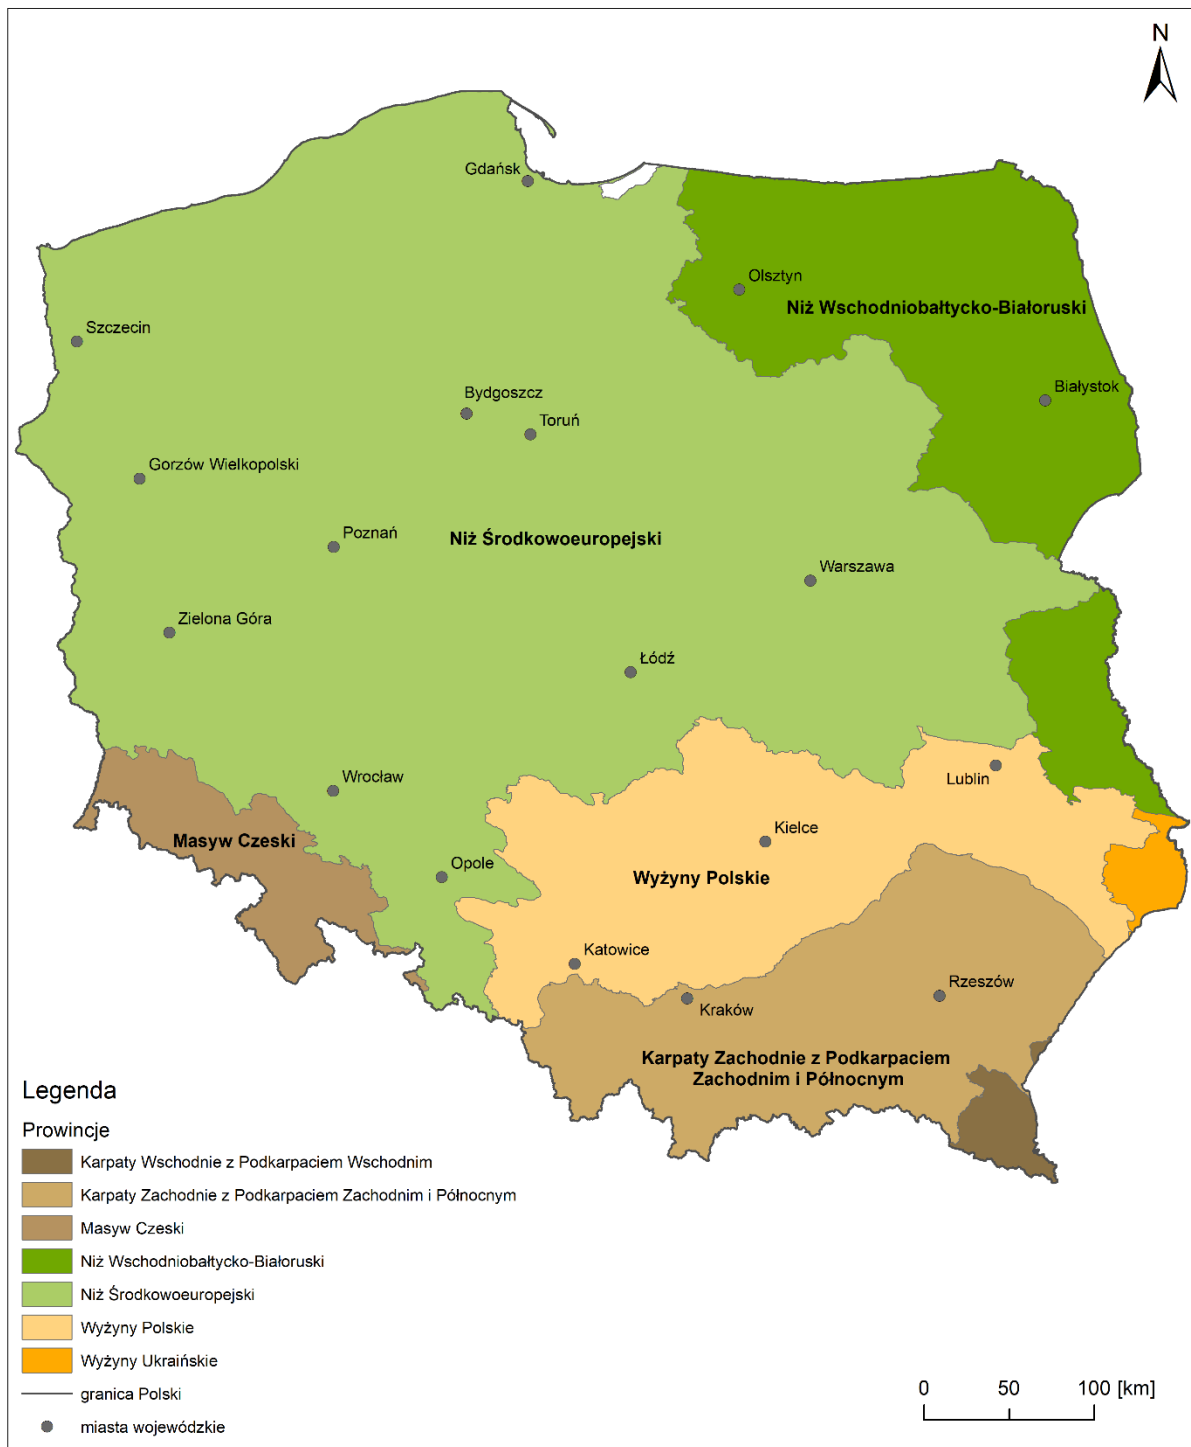 N
Gdańsk
Olsztyn
Niż Wschodniobałtycko-Białoruski
Szczecin
Białystok
Bydgoszcz
Toruń
Gorzów Wielkopolski
Poznań
Niż Środkowoeuropejski
Warszawa
Zielona Góra
Łódź
Wrocław
Lublin
Masyw Czeski
Kielce
Opole
Wyżyny Polskie
Katowice
Rzeszów
Kraków
Karpaty Zachodnie z Podkarpaciem
Zachodnim i Północnym
Legenda
Prowincje
Karpaty Wschodnie z Podkarpaciem Wschodnim
Karpaty Zachodnie z Podkarpaciem Zachodnim i Północnym
Masyw Czeski
Niż Wschodniobałtycko-Białoruski
Niż Środkowoeuropejski
Wyżyny Polskie
Wyżyny Ukraińskie
granica Polski
miasta wojewódzkie
0 50 100 [km]